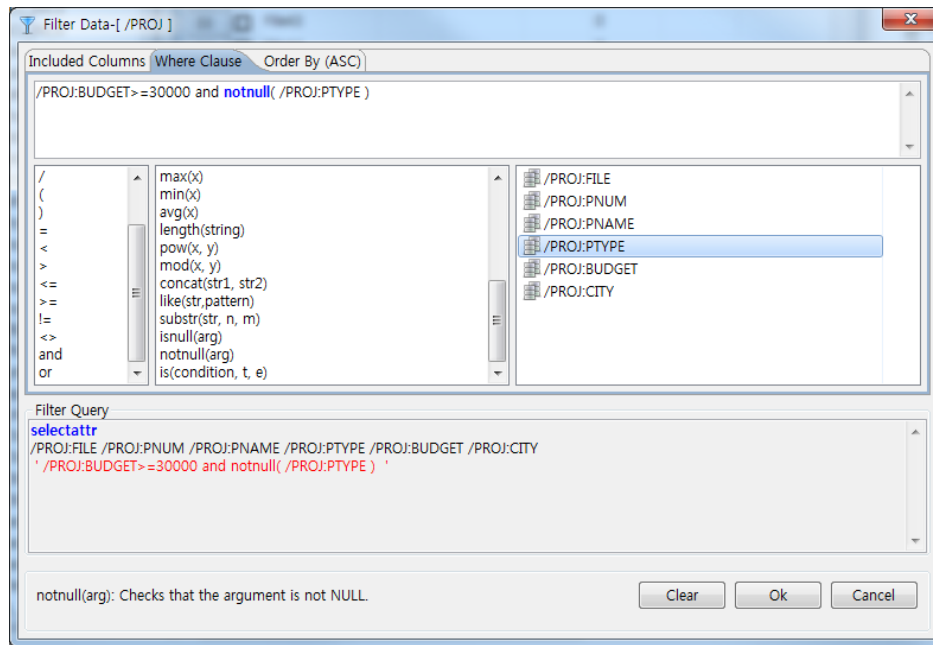 Filter Data-[ /PROJ ]
Included Columns Where Clause Order By (ASC)
/PROJ:BUDGET>=30000 and notnull( /PROJ:PTYPE )
/
(
)
=
<
>
<=
>=
!=
<>
and
or
max(x)
min(x)
avg(x)
length(string)
pow(x, y)
mod(x, y)
concat(str1, str2)
like(str,pattern)
substr(str, n, m)
isnull(arg)
notnull(arg)
is(condition, t, e)
/PROJ:FILE
/PROJ:PNUM
/PROJ:PNAME
/PROJ:PTYPE
/PROJ:BUDGET
/PROJ:CITY
Filter Query
selectattr
/PROJ:FILE /PROJ:PNUM /PROJ:PNAME /PROJ:PTYPE /PROJ:BUDGET /PROJ:CITY
' /PROJ:BUDGET>=30000 and notnull( /PROJ:PTYPE ) '
notnull(arg): Checks that the argument is not NULL.
Clear Ok Cancel